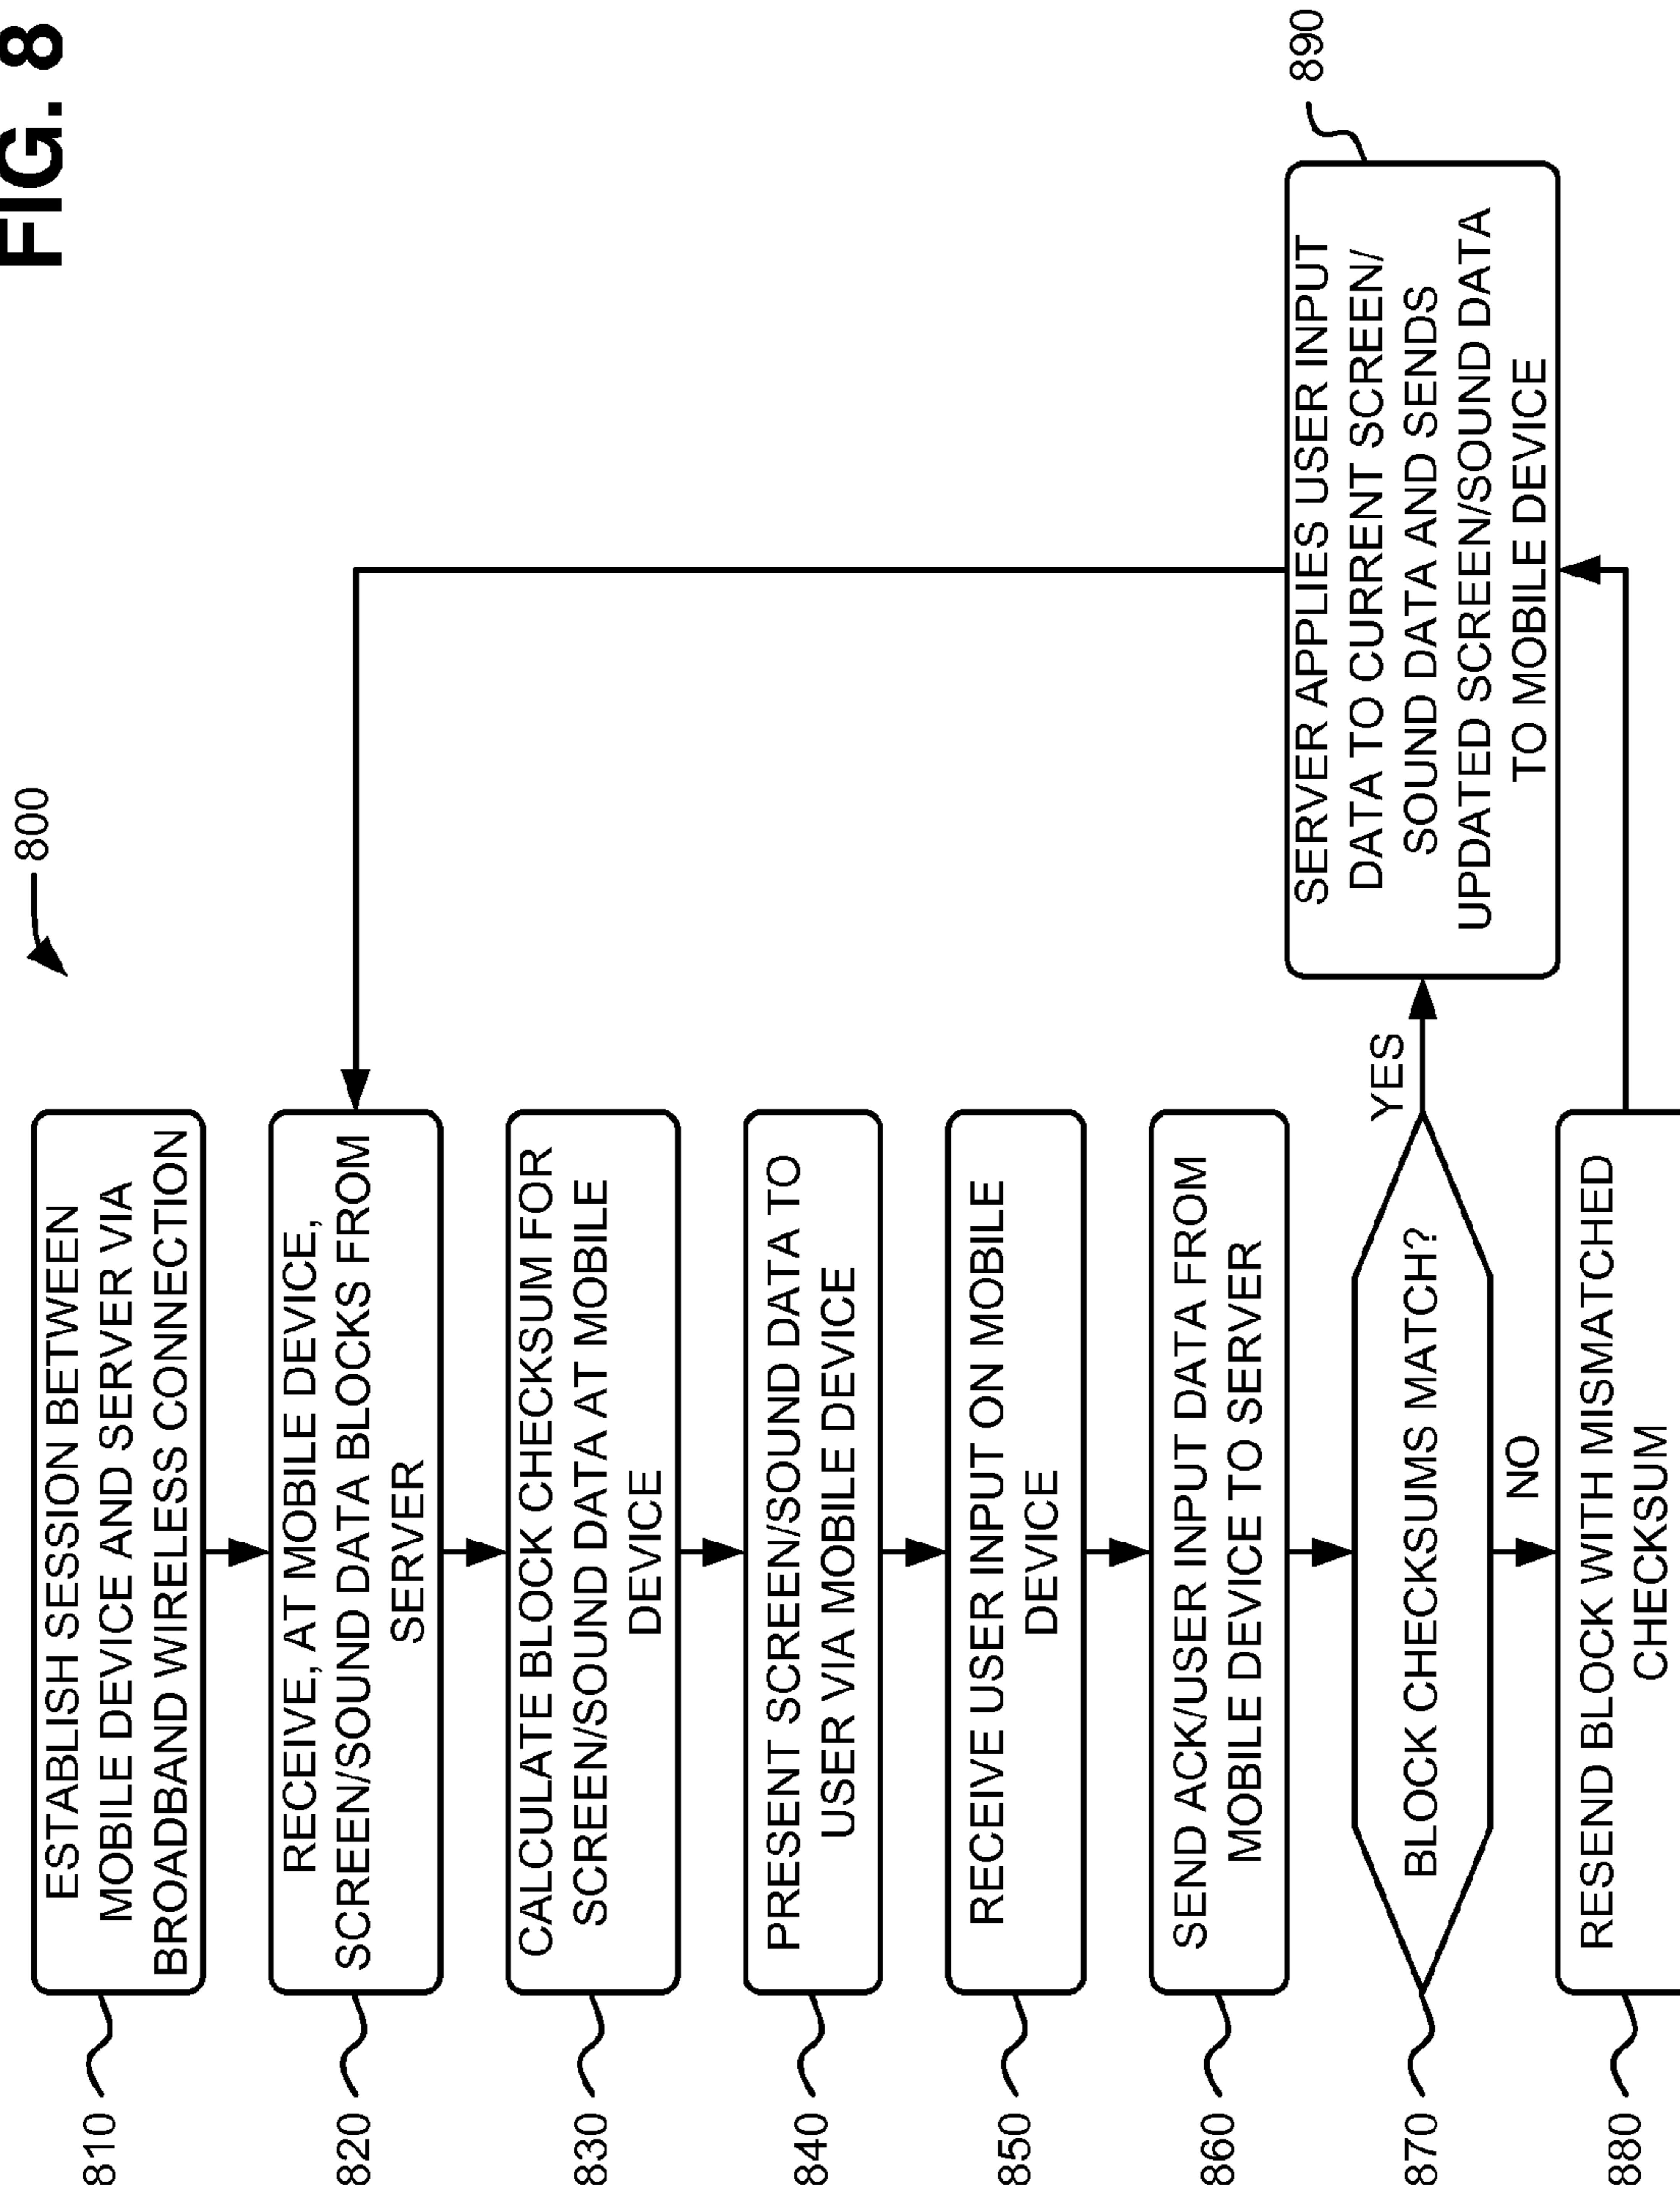 FIG. 8
800
810
ESTABLISH SESSION BETWEEN
MOBILE DEVICE AND SERVER VIA
BROADBAND WIRELESS CONNECTION
820
RECEIVE, AT MOBILE DEVICE,
SCREEN/SOUND DATA BLOCKS FROM
SERVER
830
CALCULATE BLOCK CHECKSUM FOR
SCREEN/SOUND DATA AT MOBILE
DEVICE
840
PRESENT SCREEN/SOUND DATA TO
USER VIA MOBILE DEVICE
850
RECEIVE USER INPUT ON MOBILE
DEVICE
860
SEND ACK/USER INPUT DATA FROM
MOBILE DEVICE TO SERVER
870
BLOCK CHECKSUMS MATCH?
YES
NO
880
RESEND BLOCK WITH MISMATCHED
CHECKSUM
890
SERVER APPLIES USER INPUT
DATA TO CURRENT SCREEN/
SOUND DATA AND SENDS
UPDATED SCREEN/SOUND DATA
TO MOBILE DEVICE